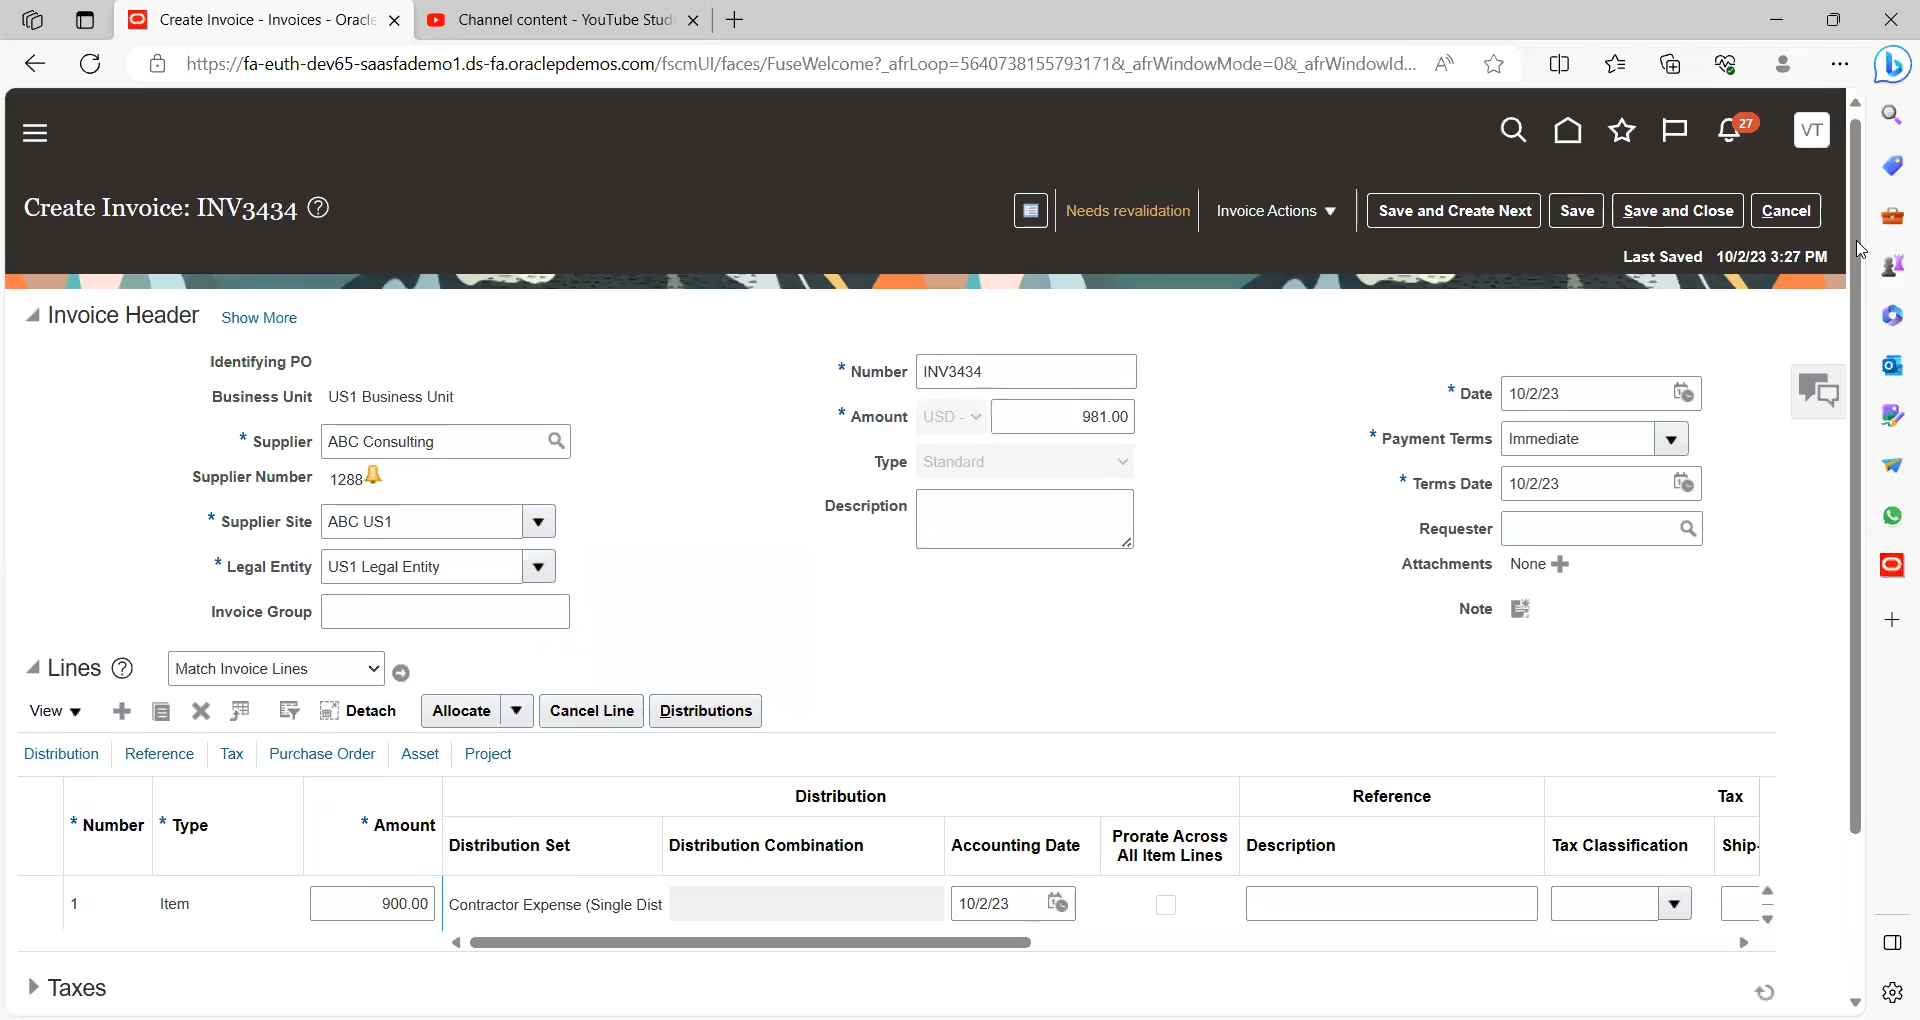 Create Invoice - Invoices - Oracle
Channel content - YouTube Studi
https://fa-euth-dev65-saasfademo1.ds-fa.oraclepdemos.com/fscmUI/faces/FuseWelcome?_afrLoop=5640738155793171&_afrWindowMode=0&_afrWindowId...
27
VT
Create Invoice: INV3434
Needs revalidation
Invoice Actions
Save and Create Next
Save
Save and Close
Cancel
Last Saved 10/2/23 3:27 PM
Invoice Header
Show More
Identifying PO
Business Unit US1 Business Unit
* Supplier ABC Consulting
Supplier Number 1288
* Supplier Site ABC US1
* Legal Entity US1 Legal Entity
Invoice Group
* Number INV3434
* Amount USD - 981.00
Type Standard
Description
* Date 10/2/23
* Payment Terms Immediate
* Terms Date 10/2/23
Requester
Attachments None
Note
Lines
Match Invoice Lines
View
Detach
Allocate
Cancel Line
Distributions
Distribution
Reference
Tax
Purchase Order
Asset
Project
Distribution
Reference
Tax
* Number
* Type
* Amount
Distribution Set
Distribution Combination
Accounting Date
Prorate Across
All Item Lines
Description
Tax Classification
Ship-
1
Item
900.00
Contractor Expense (Single Dist
10/2/23
Taxes